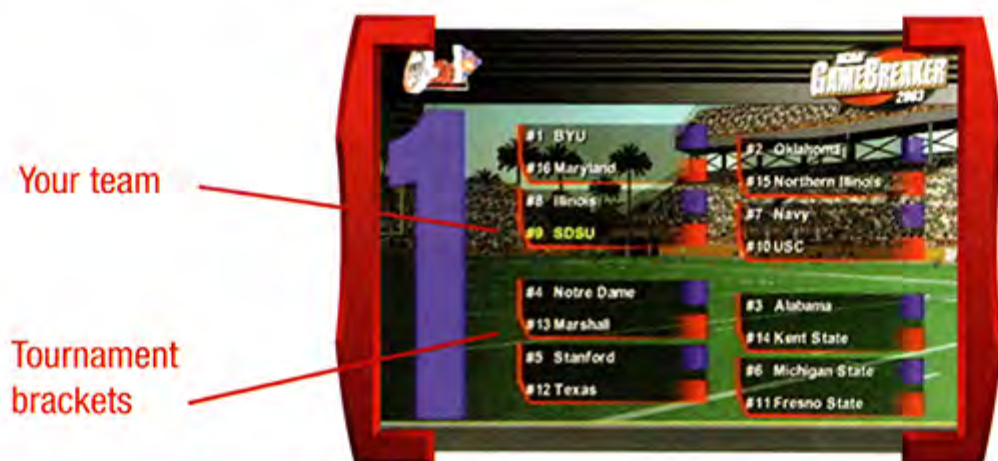 NCAA
GAMEBREAKER
2003
1
#1 BYU
#16 Maryland
#8 Illinois
#9 SDSU
#4 Notre Dame
#13 Marshall
#5 Stanford
#12 Texas
#2 Oklahoma
#15 Northern Illinois
#7 Navy
#10 USC
#3 Alabama
#14 Kent State
#6 Michigan State
#11 Fresno State
Your team
Tournament
brackets